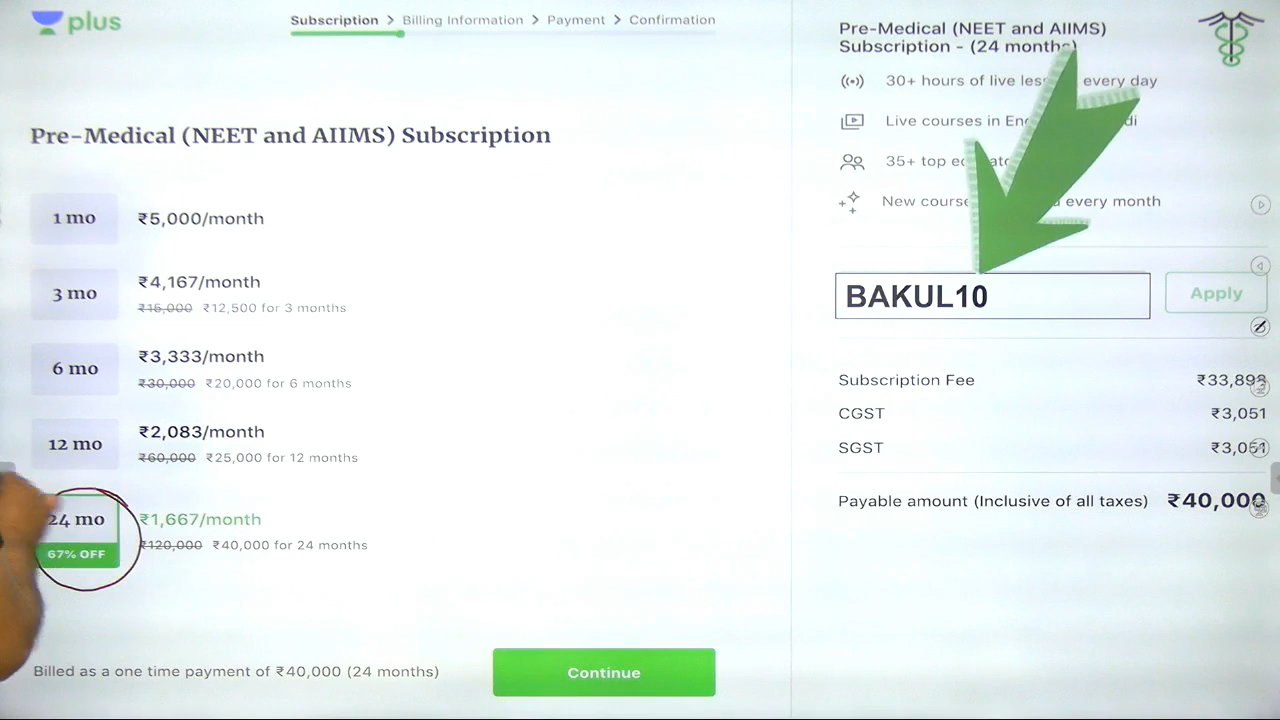 plus
Subscription > Billing Information > Payment > Confirmation
Pre-Medical (NEET and AIIMS) Subscription
1 mo
₹5,000/month
3 mo
₹4,167/month
₹15,000 ₹12,500 for 3 months
6 mo
₹3,333/month
₹30,000 ₹20,000 for 6 months
12 mo
₹2,083/month
₹60,000 ₹25,000 for 12 months
24 mo
67% OFF
₹1,667/month
₹120,000 ₹40,000 for 24 months
Billed as a one time payment of ₹40,000 (24 months)
Continue
Pre-Medical (NEET and AIIMS)
Subscription - (24 months)
30+ hours of live every day
Live courses in
35+ top
New every month
BAKUL10
Apply
Subscription Fee
CGST ₹3,051
SGST ₹3,051
Payable amount (Inclusive of all taxes) ₹40,000